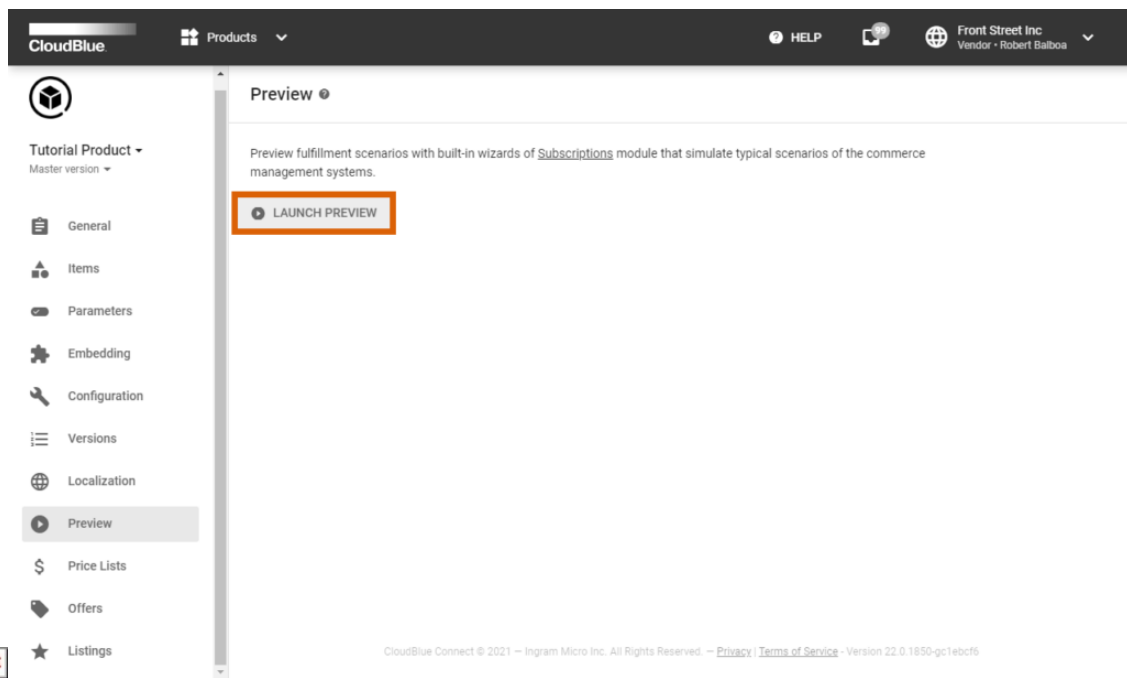 CloudBlue.
Products
HELP
99
Front Street Inc
Vendor • Robert Balboa
Tutorial Product
Master version
General
Items
Parameters
Embedding
Configuration
Versions
Localization
Preview
Price Lists
Offers
Listings
Preview
Preview fulfillment scenarios with built-in wizards of Subscriptions module that simulate typical scenarios of the commerce
management systems.
LAUNCH PREVIEW
CloudBlue Connect © 2021 — Ingram Micro Inc. All Rights Reserved. — Privacy | Terms of Service - Version 22.0.1850-gc1ebcf6